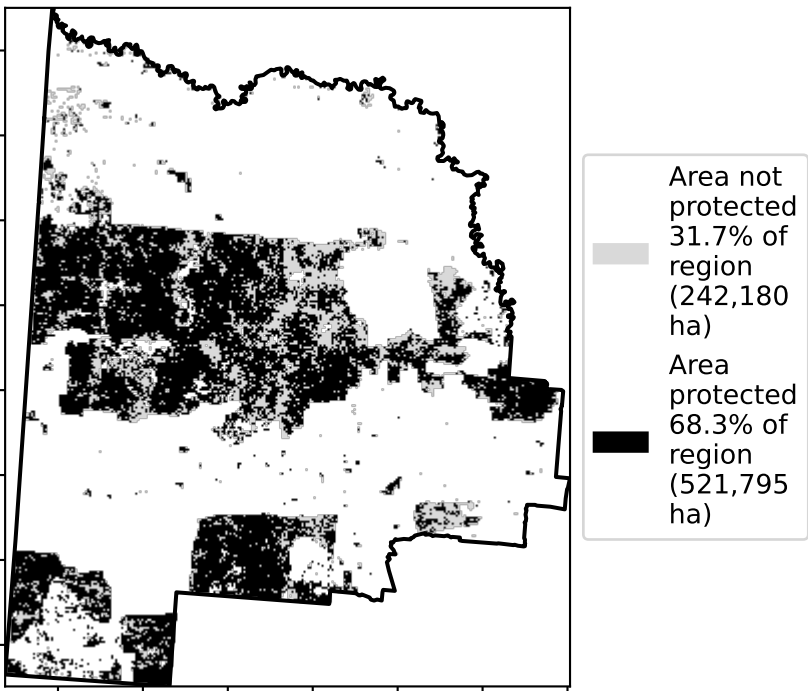 Area not
protected
31.7% of
region
(242,180
ha)
Area
protected
68.3% of
region
(521,795
ha)